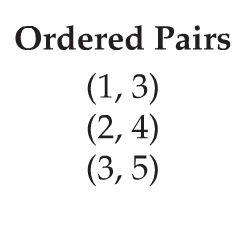 Ordered Pairs
(1, 3)
(2, 4)
(3, 5)